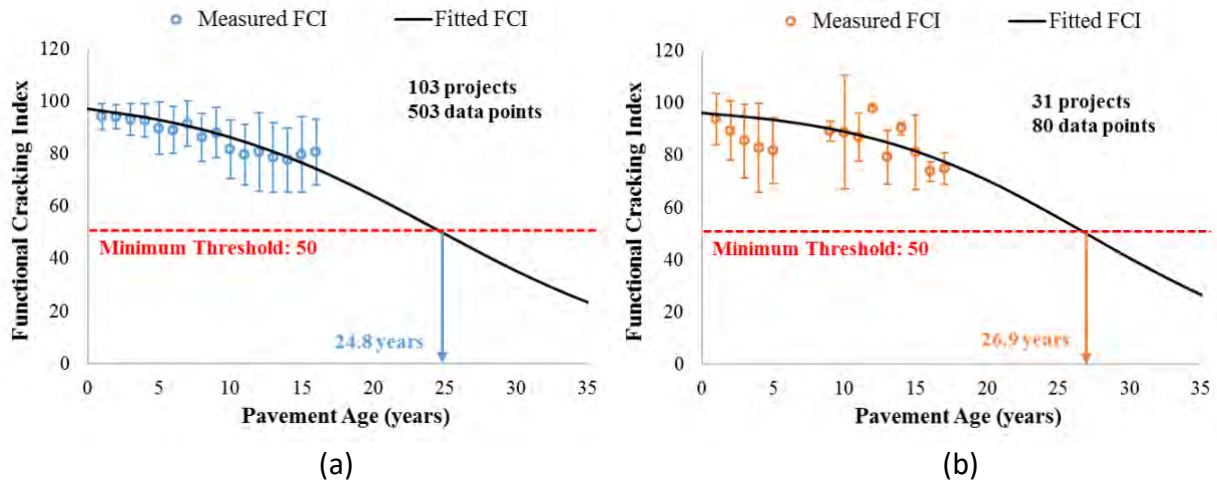 Measured FCI Fitted FCI
Functional Cracking Index
120
100
80
60
40
20
0
103 projects
503 data points
Minimum Threshold: 50
24.8 years
0 5 10 15 20 25 30 35
Pavement Age (years)
(a)
Measured FCI Fitted FCI
Functional Cracking Index
120
100
80
60
40
20
0
31 projects
80 data points
Minimum Threshold: 50
26.9 years
0 5 10 15 20 25 30 35
Pavement Age (years)
(b)